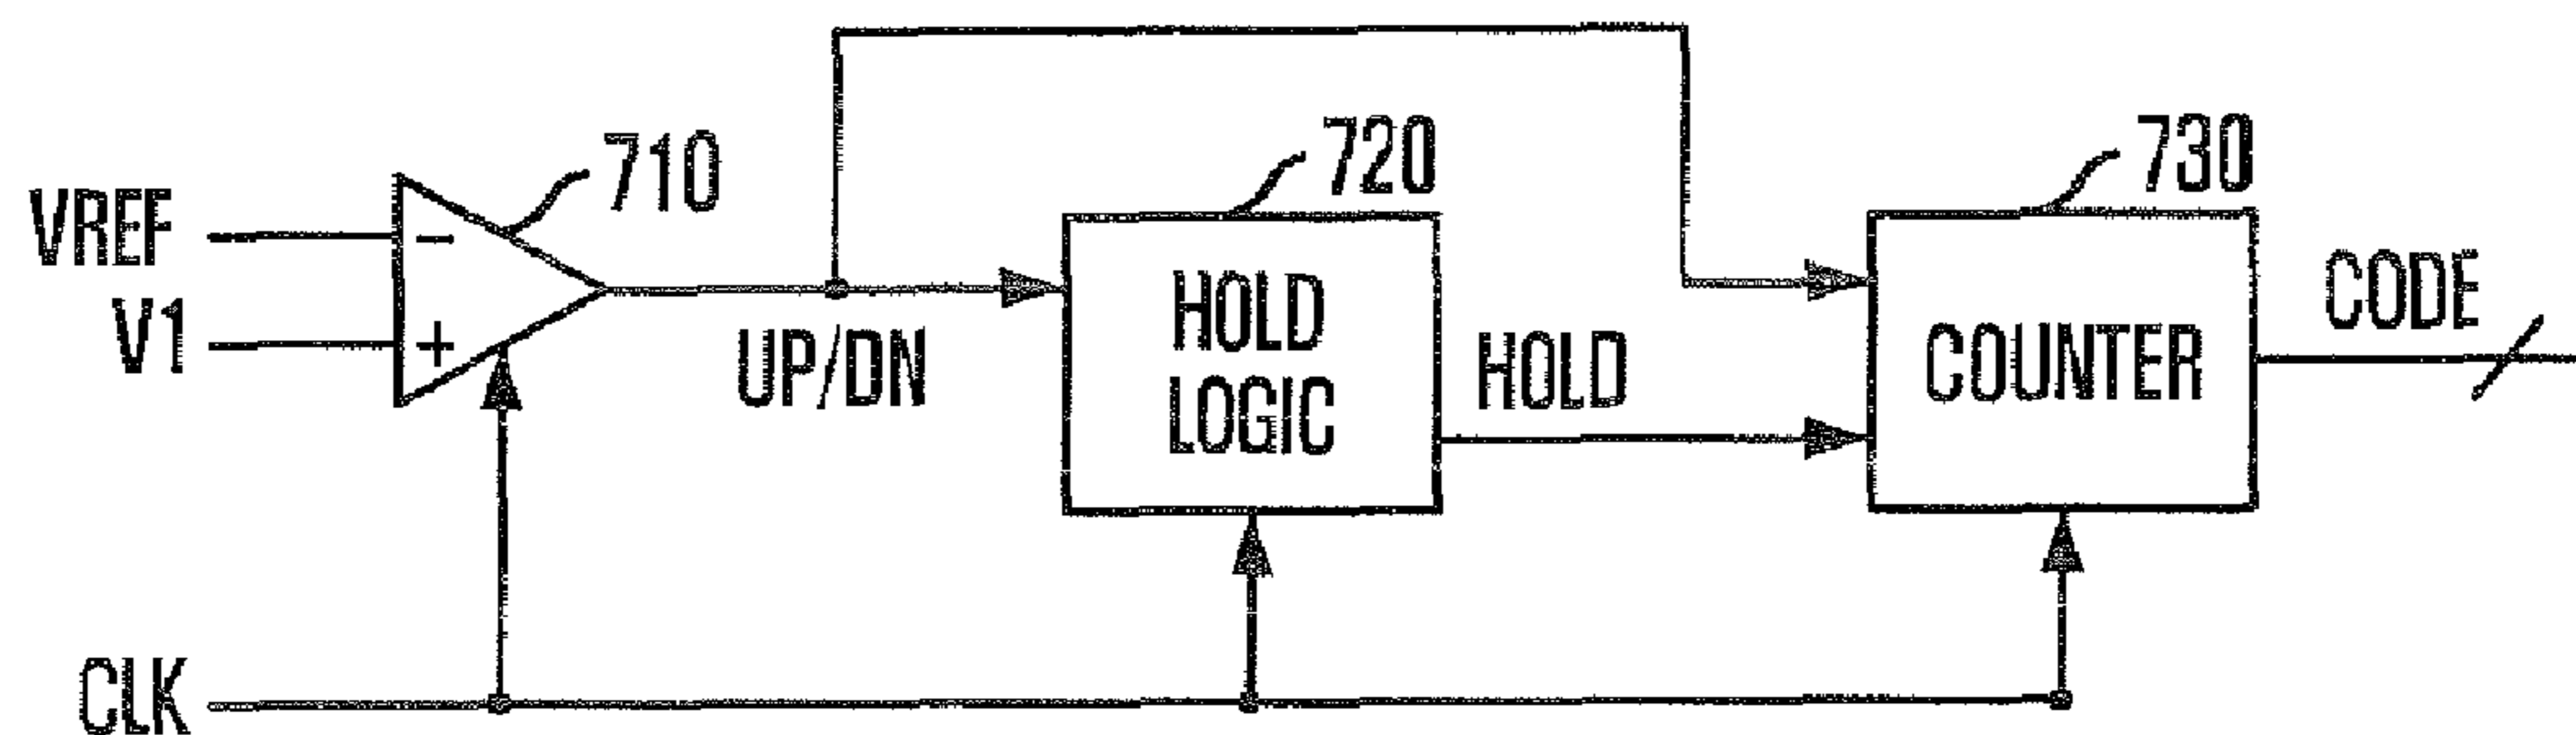 710
720
730
VREF
V1
UP/DN
HOLD
LOGIC
HOLD
COUNTER
CODE
CLK